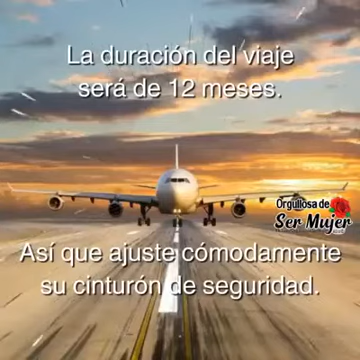 La duración del viaje
será de 12 meses.
Orgullosa de
Ser Mujer
Así que ajuste cómodamente
su cinturón de seguridad.